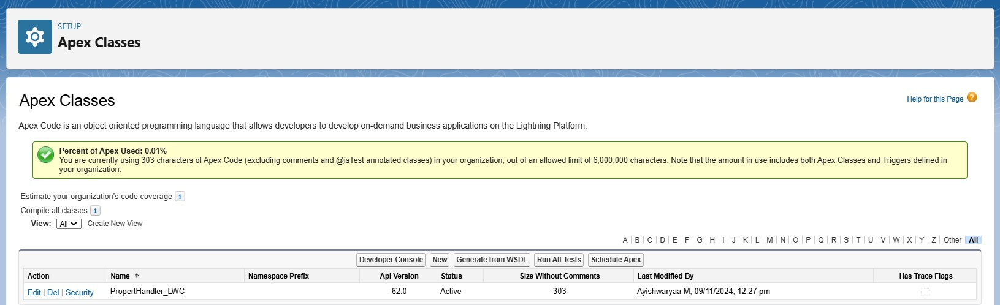 SETUP
Apex Classes
Apex Classes
Help for this Page ?
Apex Code is an object oriented programming language that allows developers to develop on-demand business applications on the Lightning Platform.
Percent of Apex Used: 0.01%
You are currently using 303 characters of Apex Code (excluding comments and @isTest annotated classes) in your organization, out of an allowed limit of 6,000,000 characters. Note that the amount in use includes both Apex Classes and Triggers defined in
your organization.
Estimate your organization's code coverage i
Compile all classes i
View: All Create New View
A | B | C | D | E | F | G | H | I | J | K | L | M | N | O | P | Q | R | S | T | U | V | W | X | Y | Z | Other | All
Developer Console New Generate from WSDL Run All Tests Schedule Apex
Action Name ↑ Namespace Prefix Api Version Status Size Without Comments Last Modified By Has Trace Flags
Edit | Del | Security PropertHandler_LWC 62.0 Active 303 Ayishwaryaa M, 09/11/2024, 12:27 pm